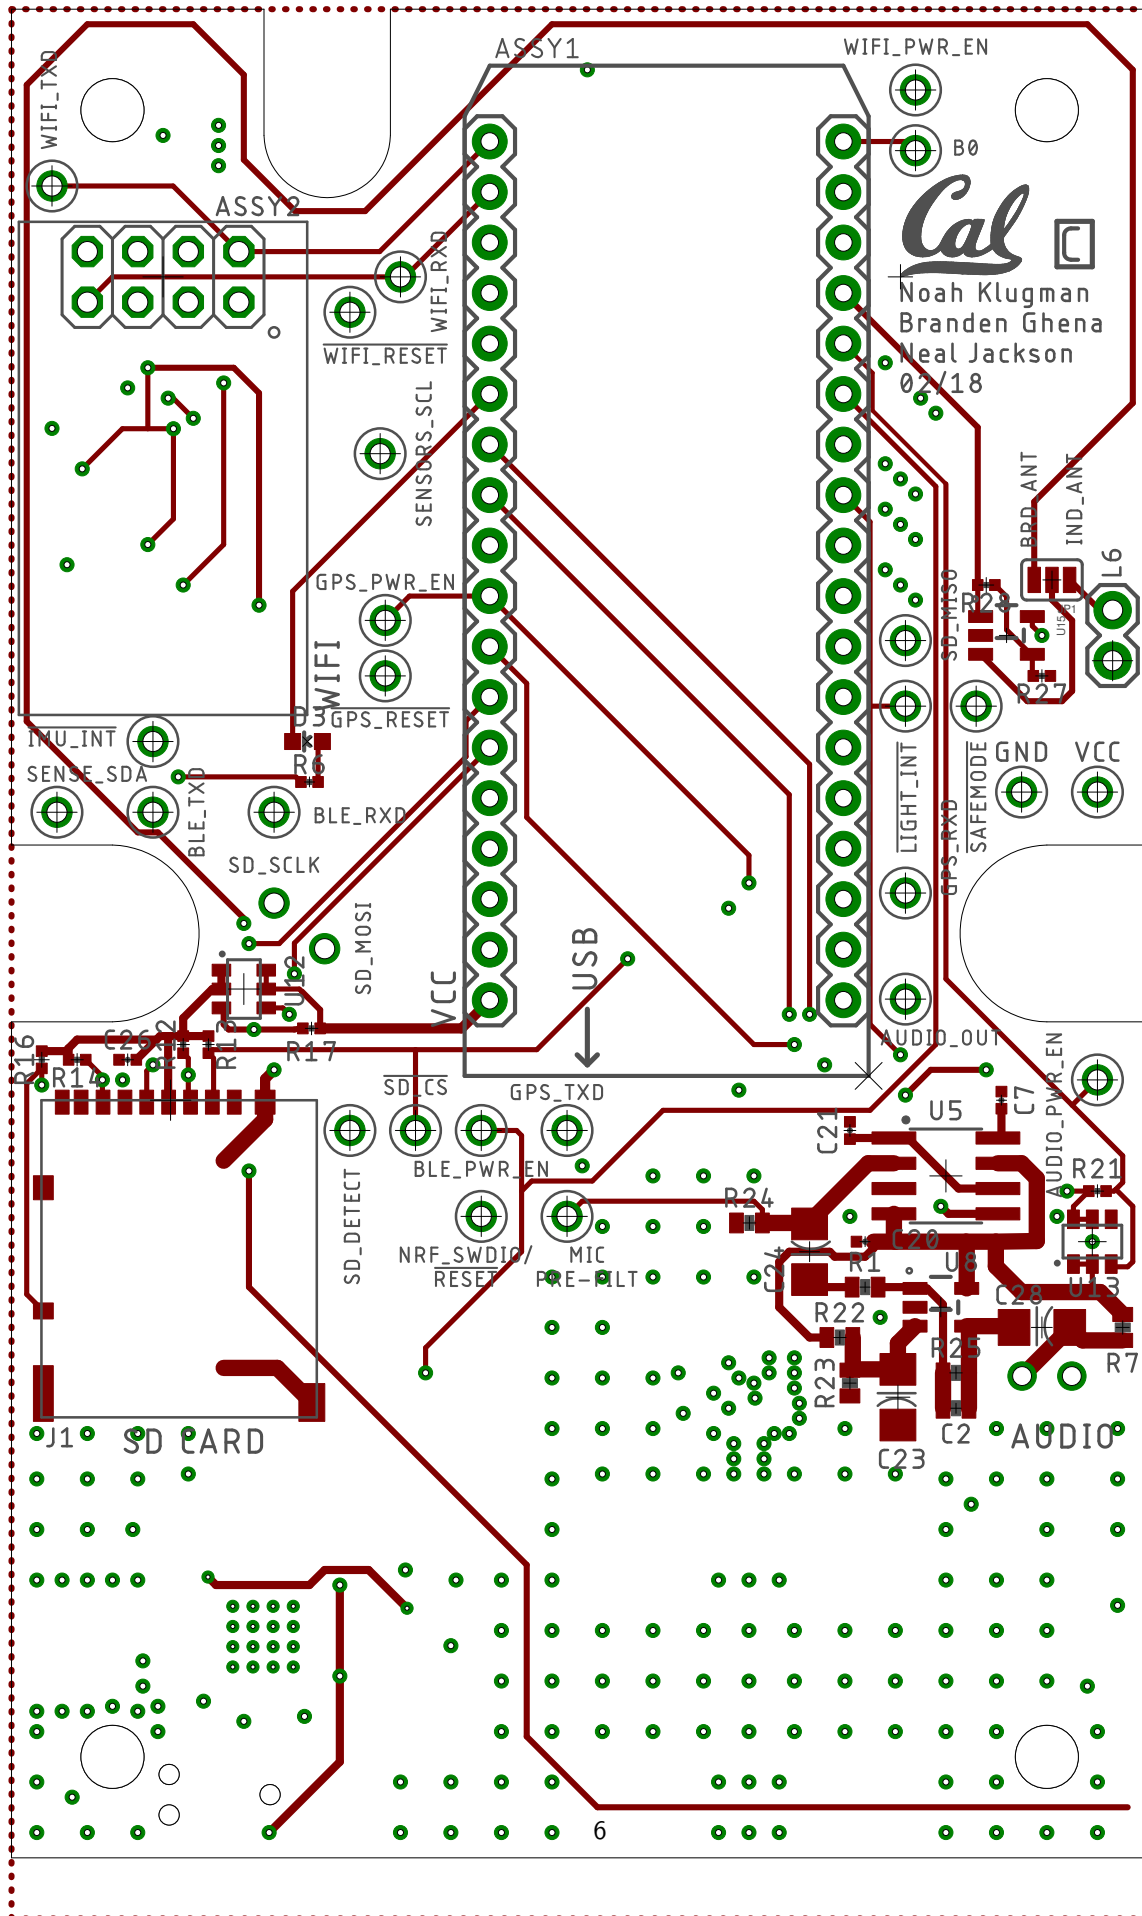 ASSY1
WIFI_PWR_EN
WIFI_TXD
B0
Cal
C
ASSY2
WIFI_RXD
Noah Klugman
Branden Ghena
Neal Jackson
02/18
WIFI_RESET
SENSORS_SCL
BRD_ANT
IND_ANT
L6
GPS_PWR_EN
SD_MISO
R28
U15
WIFI
R27
D3
GPS_RESET
IMU_INT
GND
VCC
R6
SENSE_SDA
BLE_TXD
BLE_RXD
LIGHT_INT
GPS_RXD
SAFEMODE
SD_SCLK
SD_MOSI
USB
VCC
U12
AUDIO_OUT
R16
C26
R12
R13
R14
R17
SD_CS
GPS_TXD
AUDIO_PWR_EN
C7
C21
U5
BLE_PWR_EN
R21
SD_DETECT
R24
NRF_SWDIO/
RESET
MIC
PRE-FILT
C24
C20
R1
U8
U13
C28
R22
R25
R7
R23
J1
SD CARD
C2
C23
AUDIO
6